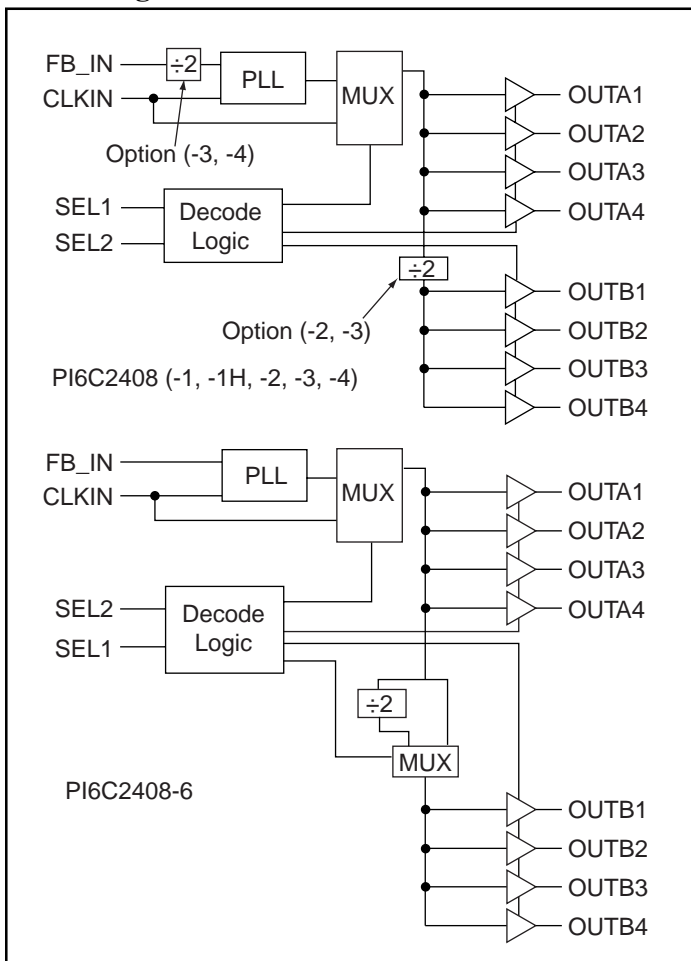 FB_IN
÷2
PLL
MUX
CLKIN
Option (-3, -4)
OUTA1
OUTA2
OUTA3
OUTA4
SEL1
SEL2
Decode
Logic
÷2
Option (-2, -3)
OUTB1
OUTB2
OUTB3
OUTB4
PI6C2408 (-1, -1H, -2, -3, -4)
FB_IN
PLL
MUX
CLKIN
OUTA1
OUTA2
OUTA3
OUTA4
SEL2
SEL1
Decode
Logic
÷2
MUX
PI6C2408-6
OUTB1
OUTB2
OUTB3
OUTB4